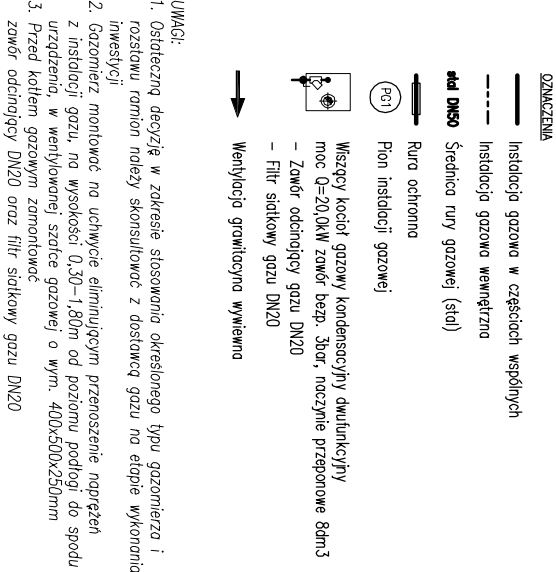 OZNACZENIA
Instalacja gazowa w częściach wspólnych
Instalacja gazowa wewnętrzna
stal DN50 Średnica rury gazowej (stal)
Rura ochronna
PG1 Pion instalacji gazowej
Wiszący kocioł gazowy kondensacyjny dwufunkcyjny
moc Q=20,0kW zawór bezp. 3bar, naczynie przeponowe 8dm3
- Zawór odcinający gazu DN20
- Filtr siatkowy gazu DN20
Wentylacja grawitacyna wywiewna
UWAGI:
1. Ostateczną decyzję w zakresie stosowania określonego typu gazomierza i
rozstawu ramion należy skonsultować z dostawcą gazu na etapie wykonania
inwestycji
2. Gazomierz montować na uchwycie eliminującym przenoszenie naprężeń
z instalacji gazu, na wysokości 0,30-1,80m od poziomu podłogi do spodu
urządzenia, w wentylowanej szafce gazowej o wym. 400x500x250mm
3. Przed kotłem gazowym zamontować
zawór odcinający DN20 oraz filtr siatkowy gazu DN20